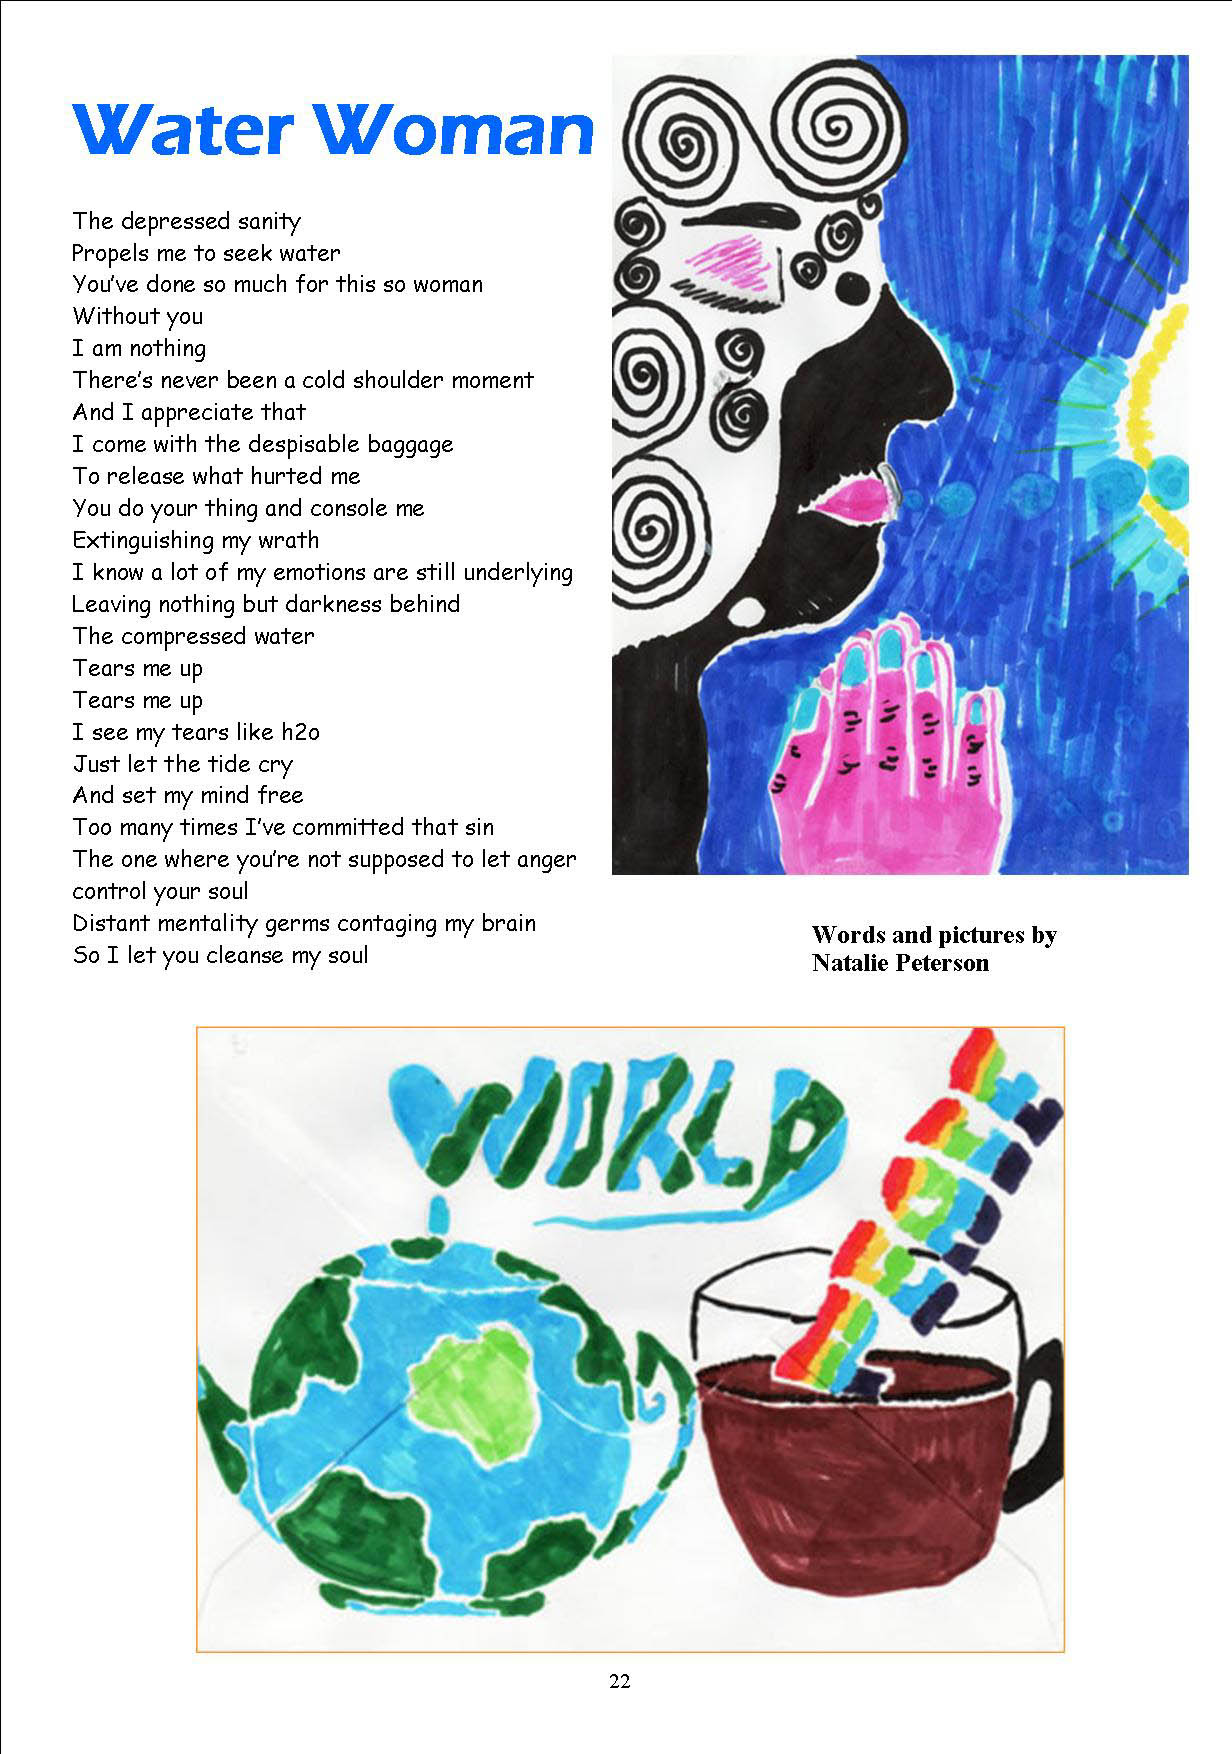 Water Woman
The depressed sanity
Propels me to seek water
You've done so much for this so woman
Without you
I am nothing
There's never been a cold shoulder moment
And I appreciate that
I come with the despisable baggage
To release what hurted me
You do your thing and console me
Extinguishing my wrath
I know a lot of my emotions are still underlying
Leaving nothing but darkness behind
The compressed water
Tears me up
Tears me up
I see my tears like h2o
Just let the tide cry
And set my mind free
Too many times I've committed that sin
The one where you're not supposed to let anger
control your soul
Distant mentality germs contaging my brain
So I let you cleanse my soul
Words and pictures by
Natalie Peterson
WORLD
22